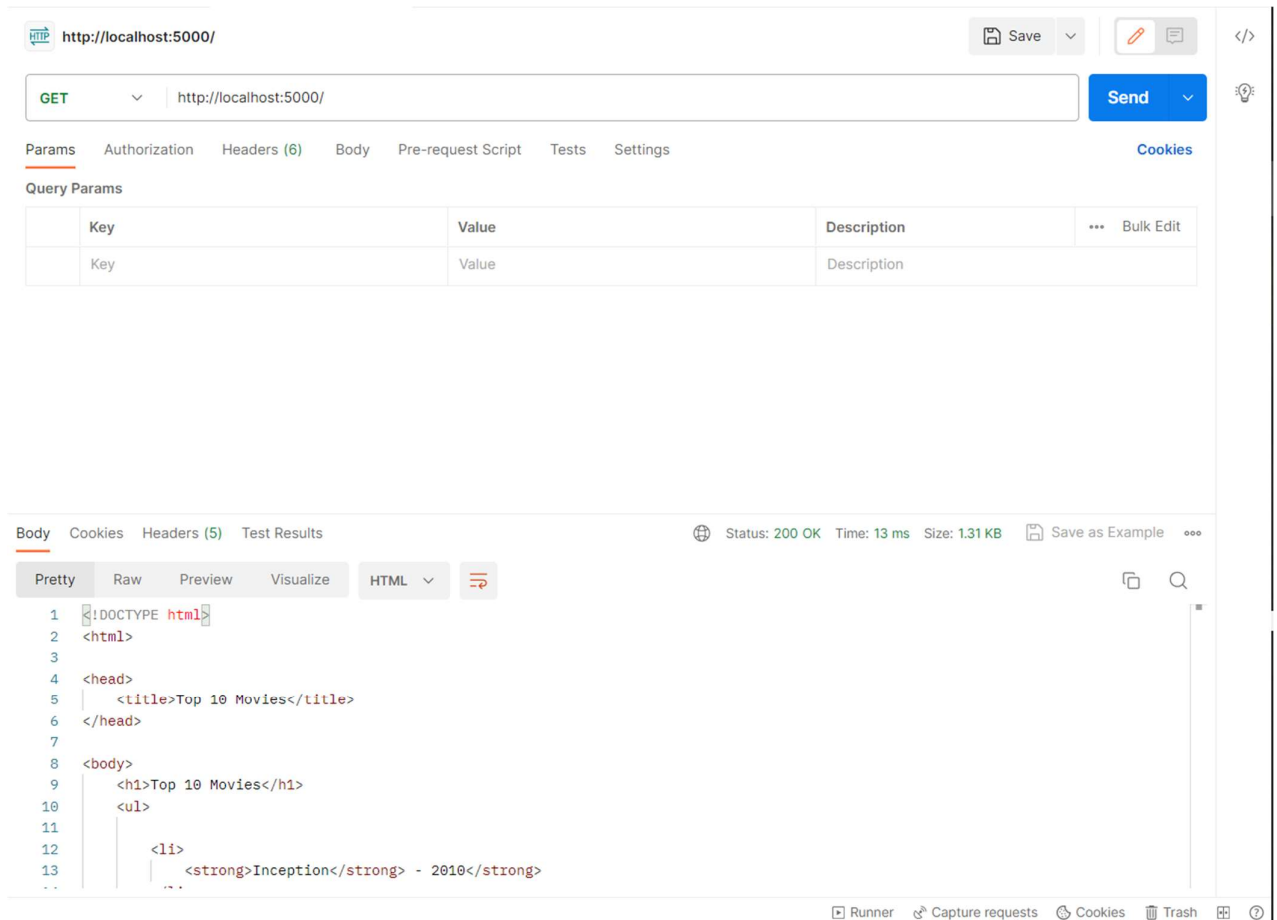 HTTP http://localhost:5000/
Save
GET http://localhost:5000/ Send
Params Authorization Headers (6) Body Pre-request Script Tests Settings Cookies
Query Params
Key Value Description ••• Bulk Edit
Key Value Description
Body Cookies Headers (5) Test Results Status: 200 OK Time: 13 ms Size: 1.31 KB Save as Example •••
Pretty Raw Preview Visualize HTML
1 <!DOCTYPE html>
2 <html>
3
4 <head>
5 <title>Top 10 Movies</title>
6 </head>
7
8 <body>
9 <h1>Top 10 Movies</h1>
10 <ul>
11
12 <li>
13 <strong>Inception</strong> - 2010</strong>
Runner Capture requests Cookies Trash